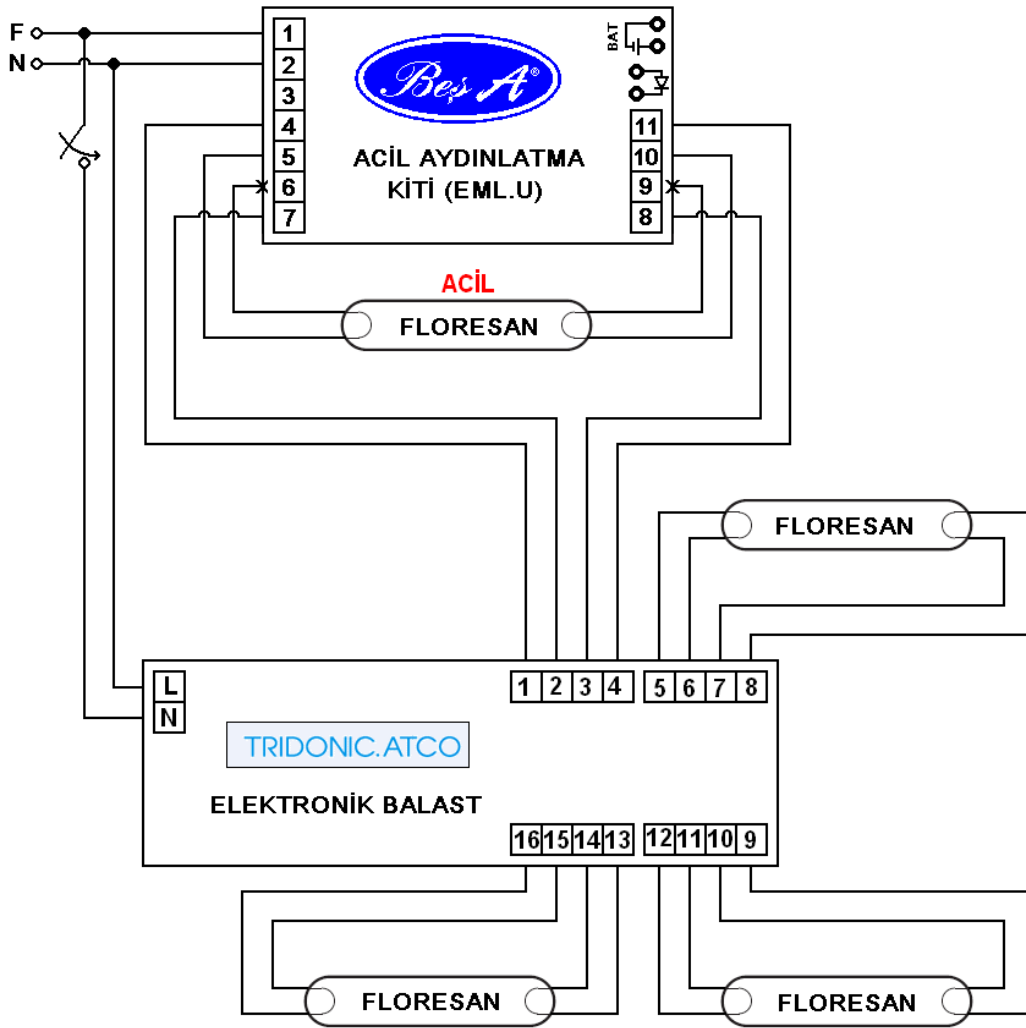 F
N
1
2
3
4
5
6
7
Beş A®
ACİL AYDINLATMA
KİTİ (EML.U)
BAT
11
10
9
8
ACİL
FLORESAN
FLORESAN
L
N
1 2 3 4 5 6 7 8
TRIDONIC.ATCO
ELEKTRONİK BALAST
16 15 14 13 12 11 10 9
FLORESAN
FLORESAN